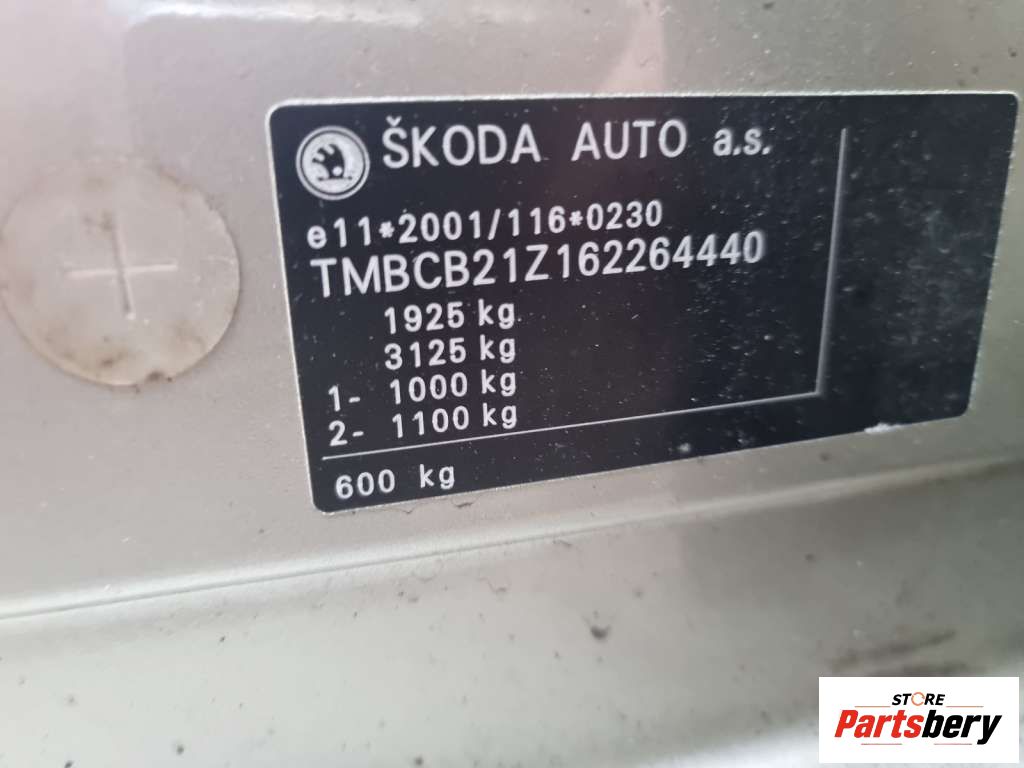 ŠKODA AUTO a.s.
e11*2001/116*0230
TMBCB21Z162264440
1925 kg
3125 kg
1- 1000 kg
2- 1100 kg
600 kg
STORE
Partsbery